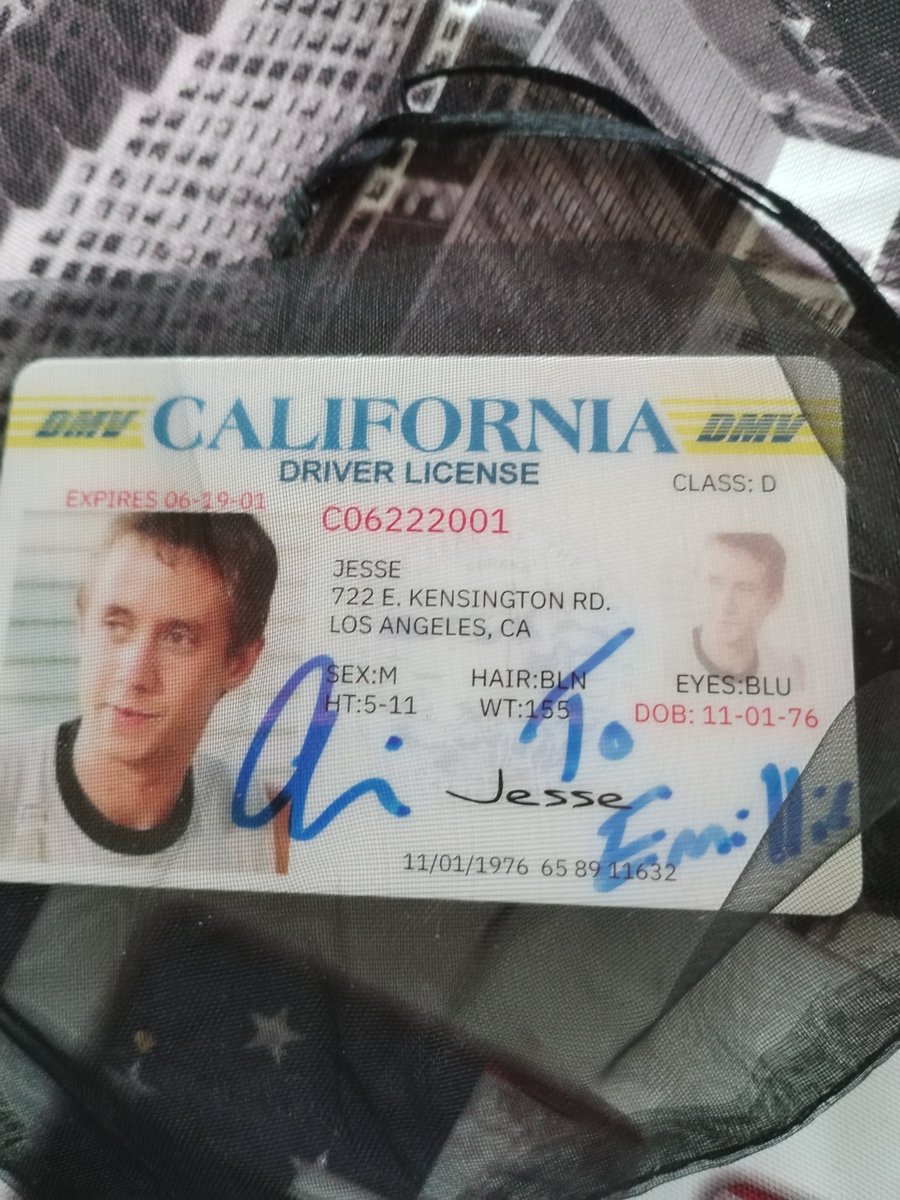 DMV CALIFORNIA DMV
DRIVER LICENSE
CLASS: D
EXPIRES 06-19-01
C06222001
JESSE
722 E. KENSINGTON RD.
LOS ANGELES, CA
SEX:M HAIR:BLN EYES:BLU
HT:5-11 WT:155 DOB: 11-01-76
To
Jesse
Emillie
11/01/1976 65 89 11632